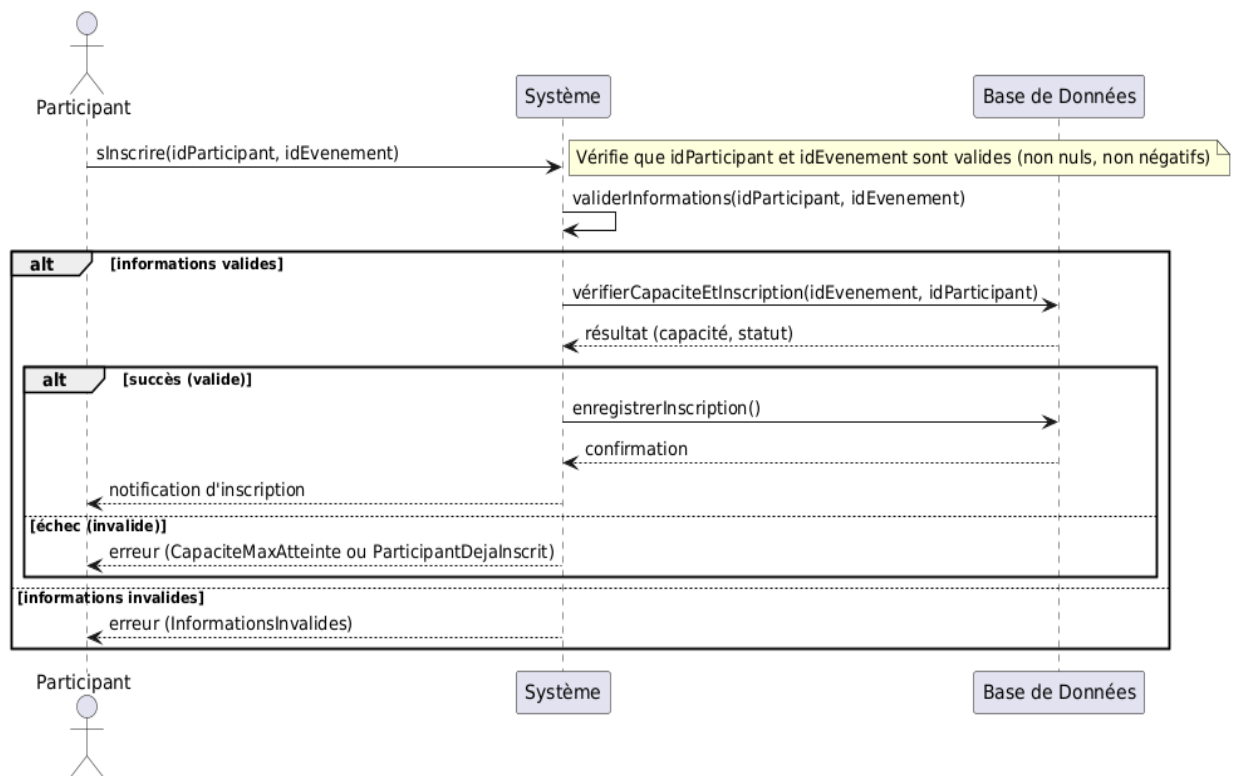 Participant
Système
Base de Données
sInscrire(idParticipant, idEvenement)
Vérifie que idParticipant et idEvenement sont valides (non nuls, non négatifs)
validerInformations(idParticipant, idEvenement)
alt
[informations valides]
vérifierCapaciteEtInscription(idEvenement, idParticipant)
résultat (capacité, statut)
alt
[succès (valide)]
enregistrerInscription()
confirmation
notification d'inscription
[échec (invalide)]
erreur (CapaciteMaxAtteinte ou ParticipantDejaInscrit)
[informations invalides]
erreur (InformationsInvalides)
Participant
Système
Base de Données